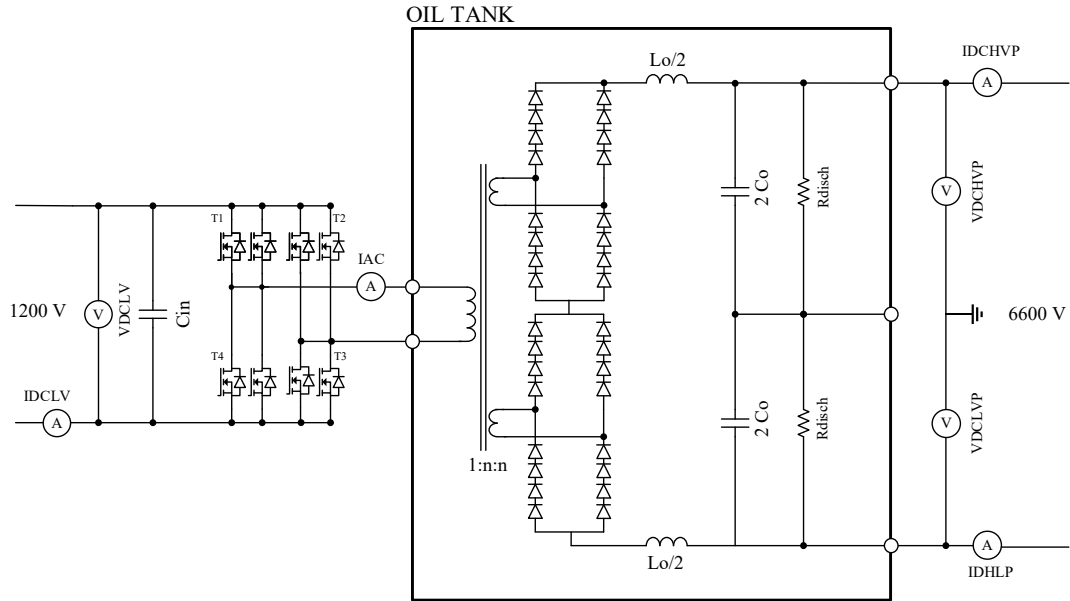 OIL TANK
Lo/2
IDCHVP
A
2 Co
Rdisch
V
VDCHVP
T1
T2
IAC
A
1200 V
V
VDCLV
Cin
6600 V
T4
T3
IDCLV
A
2 Co
Rdisch
V
VDCLVP
1:n:n
Lo/2
A
IDHLP